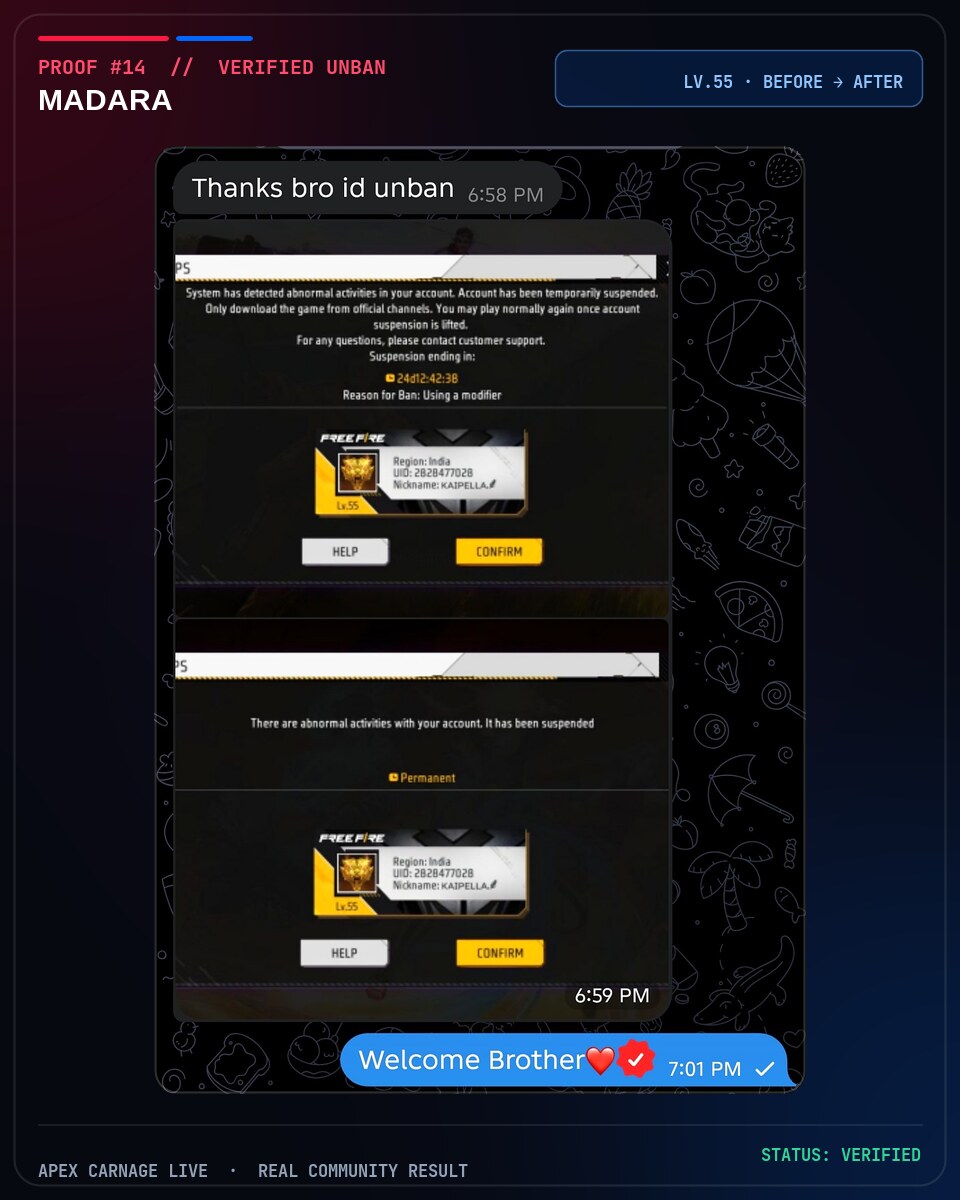 PROOF #14 // VERIFIED UNBAN
MADARA
LV.55 · BEFORE → AFTER
Thanks bro id unban 6:58 PM
PS
System has detected abnormal activities in your account. Account has been temporarily suspended.
Only download the game from official channels. You may play normally again once account
suspension is lifted.
For any questions, please contact customer support.
Suspension ending in:
24d12:42:38
Reason for Ban: Using a modifier
FREE FIRE
Region: India
UID: 2828477028
Nickname: KAIPELLA.
Lv.55
HELP
CONFIRM
PS
There are abnormal activities with your account. It has been suspended
Permanent
FREE FIRE
Region: India
UID: 2828477028
Nickname: KAIPELLA.
Lv.55
HELP
CONFIRM
6:59 PM
Welcome Brother❤️ 7:01 PM
STATUS: VERIFIED
APEX CARNAGE LIVE · REAL COMMUNITY RESULT